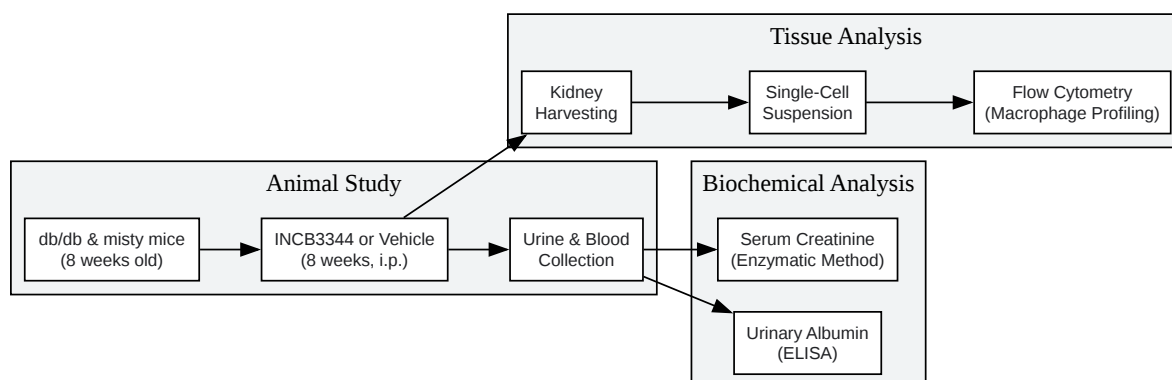 Tissue Analysis
Kidney
Harvesting
Single-Cell
Suspension
Flow Cytometry
(Macrophage Profiling)
Animal Study
db/db & misty mice
(8 weeks old)
INCB3344 or Vehicle
(8 weeks, i.p.)
Urine & Blood
Collection
Biochemical Analysis
Serum Creatinine
(Enzymatic Method)
Urinary Albumin
(ELISA)